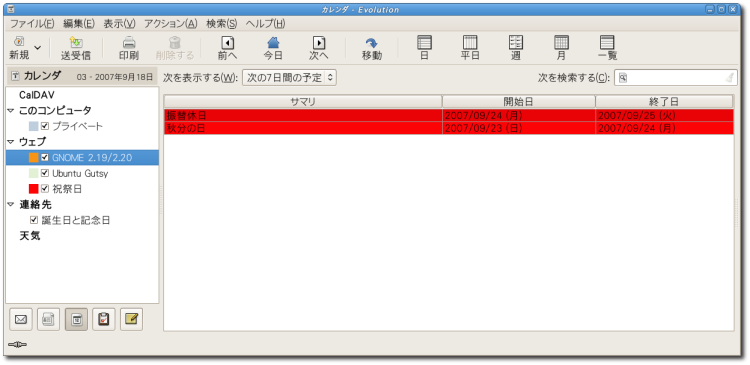 カレンダ - Evolution
ファイル(F) 編集(E) 表示(V) アクション(A) 検索(S) ヘルプ(H)
新規 送受信 印刷 削除する 前へ 今日 次へ 移動 日 平日 週 月 一覧
カレンダ 03 - 2007年9月18日 次を表示する(W): 次の7日間の予定 次を検索する(C):
CalDAV
このコンピュータ
プライベート
ウェブ
GNOME 2.19/2.20
Ubuntu Gutsy
祝祭日
連絡先
誕生日と記念日
天気
サマリ 開始日 終了日
振替休日 2007/09/24 (月) 2007/09/25 (火)
秋分の日 2007/09/23 (日) 2007/09/24 (月)